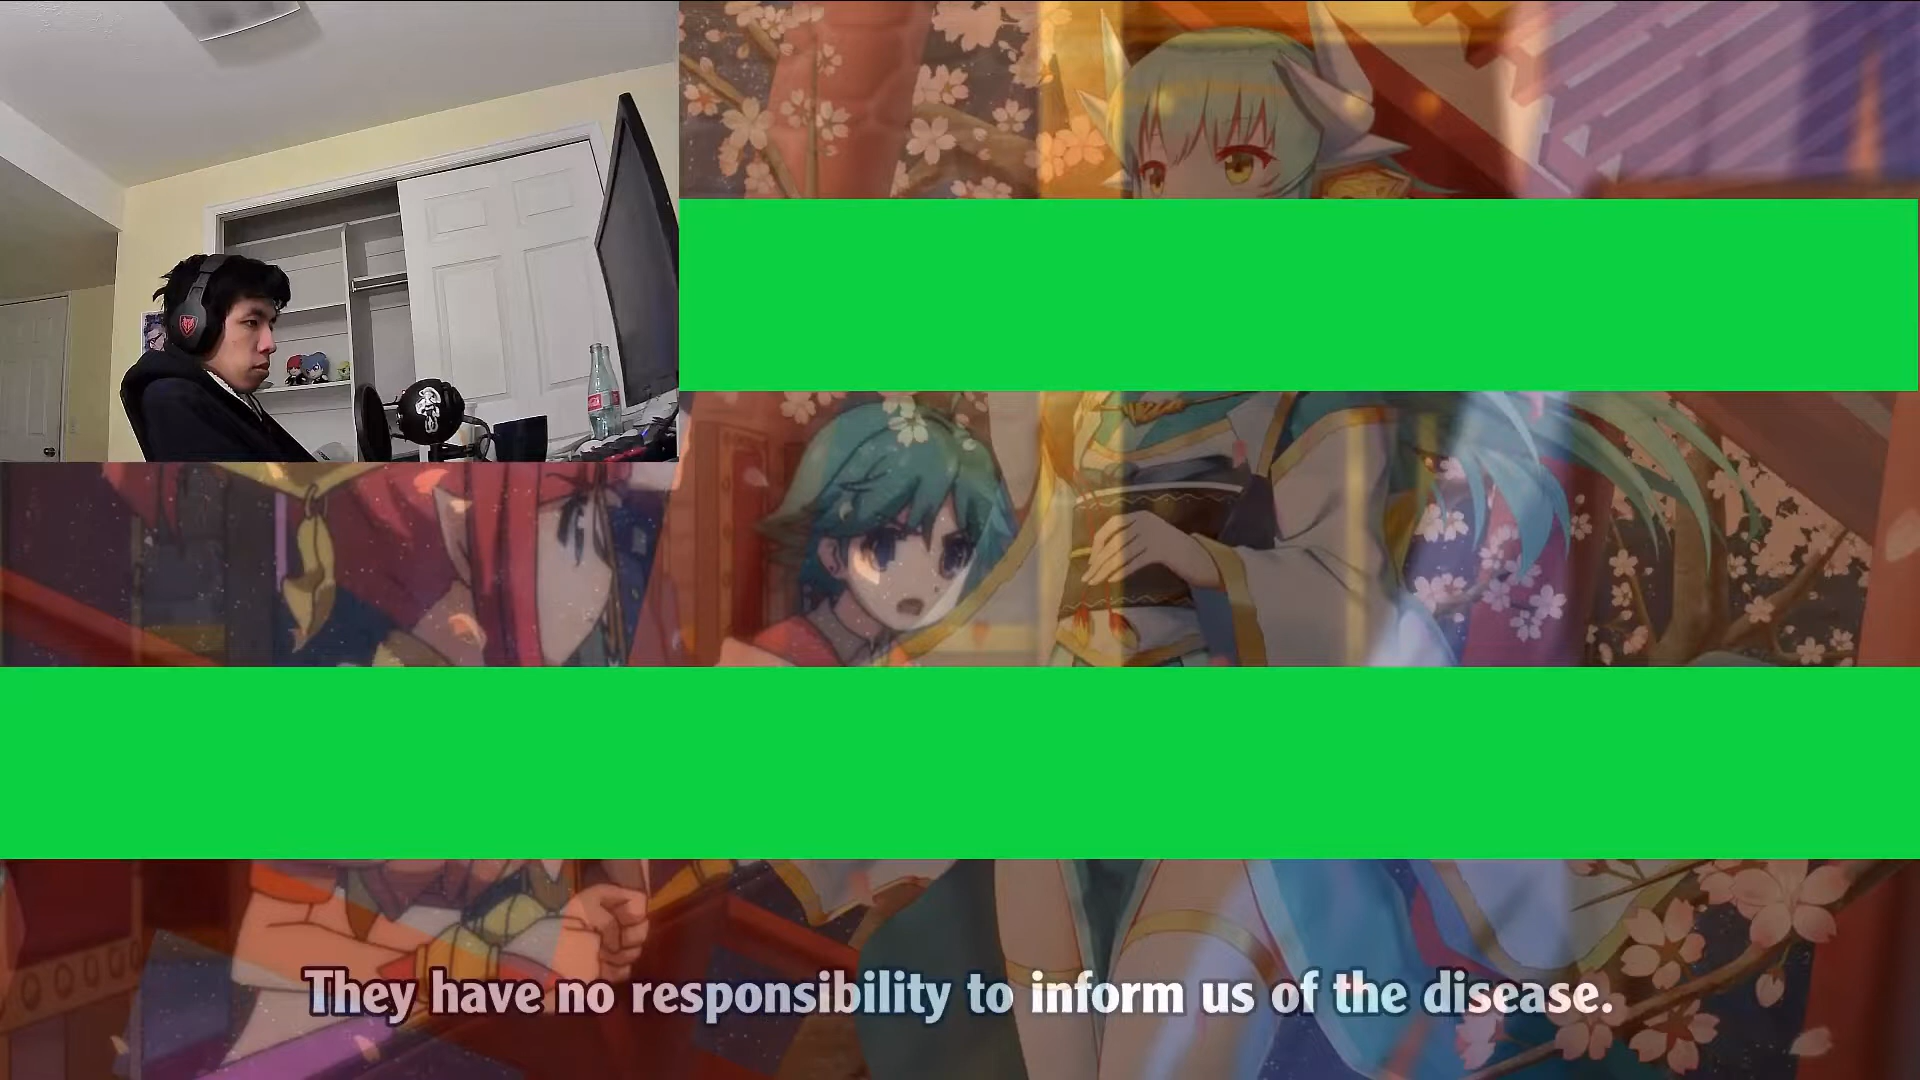 They have no responsibility to inform us of the disease.